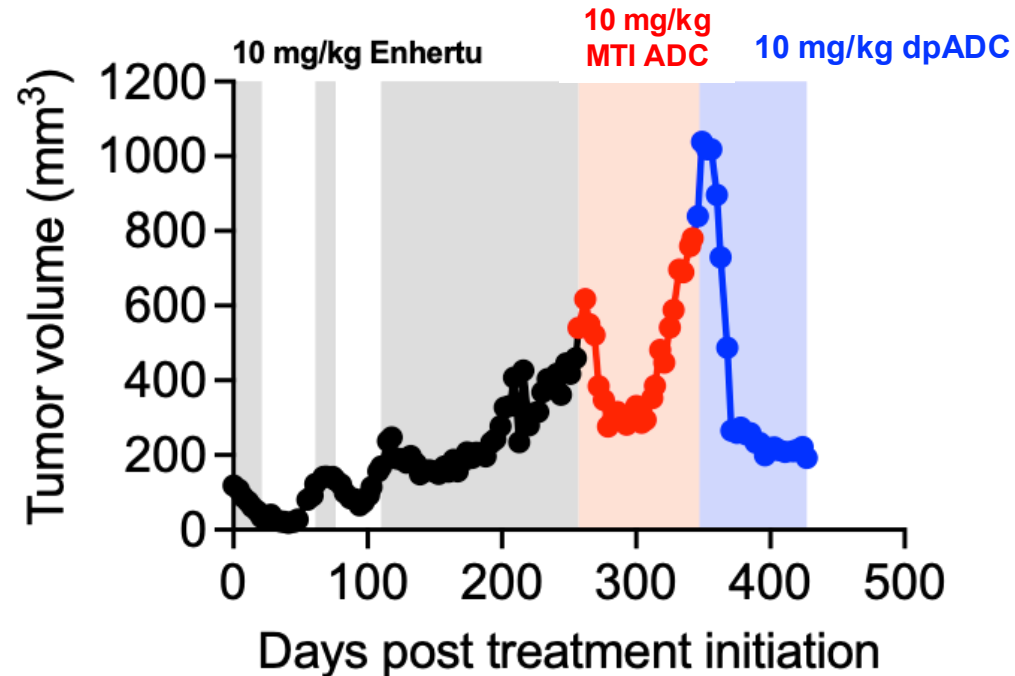 10 mg/kg Enhertu
10 mg/kg
MTI ADC
10 mg/kg dpADC
Tumor volume (mm³)
1200
1000
800
600
400
200
0
0 100 200 300 400 500
Days post treatment initiation